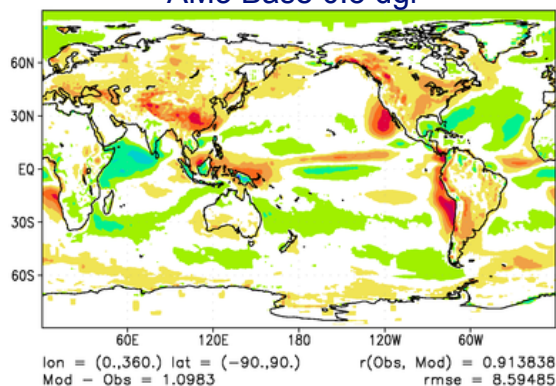 60N
30N
EQ
30S
60S
60E 120E 180 120W 60W
lon = (0.,360.) lat = (-90.,90.) r(Obs, Mod) = 0.913838
Mod - Obs = 1.0983 rmse = 8.59485